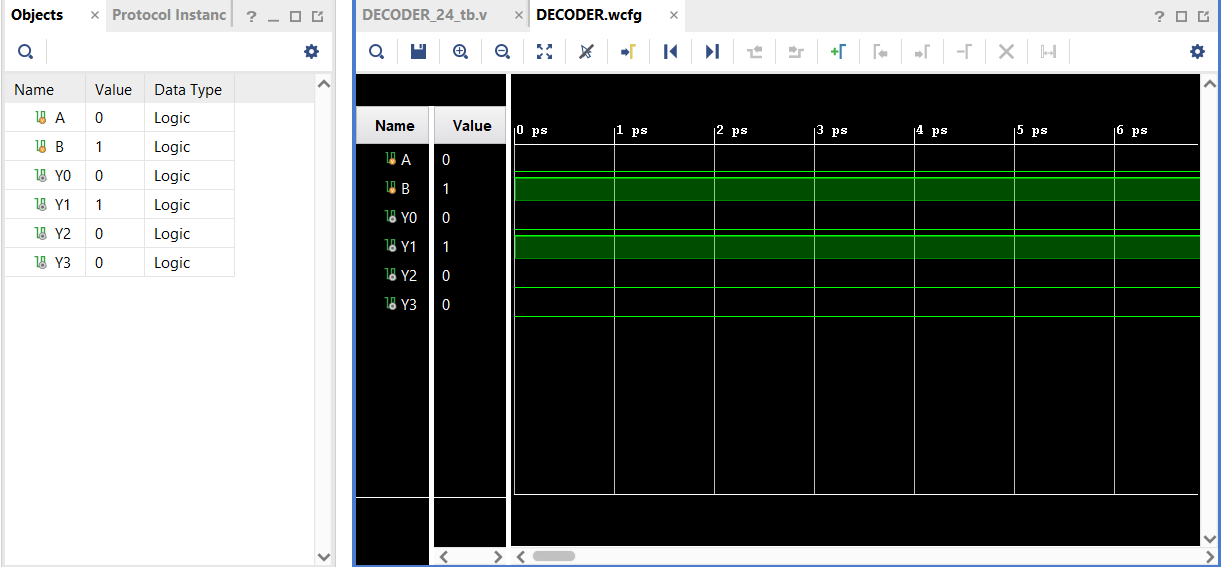 Objects × Protocol Instanc ?
Name Value Data Type
A 0 Logic
B 1 Logic
Y0 0 Logic
Y1 1 Logic
Y2 0 Logic
Y3 0 Logic
DECODER_24_tb.v × DECODER.wcfg × ?
Name Value
0 ps 1 ps 2 ps 3 ps 4 ps 5 ps 6 ps
A 0
B 1
Y0 0
Y1 1
Y2 0
Y3 0